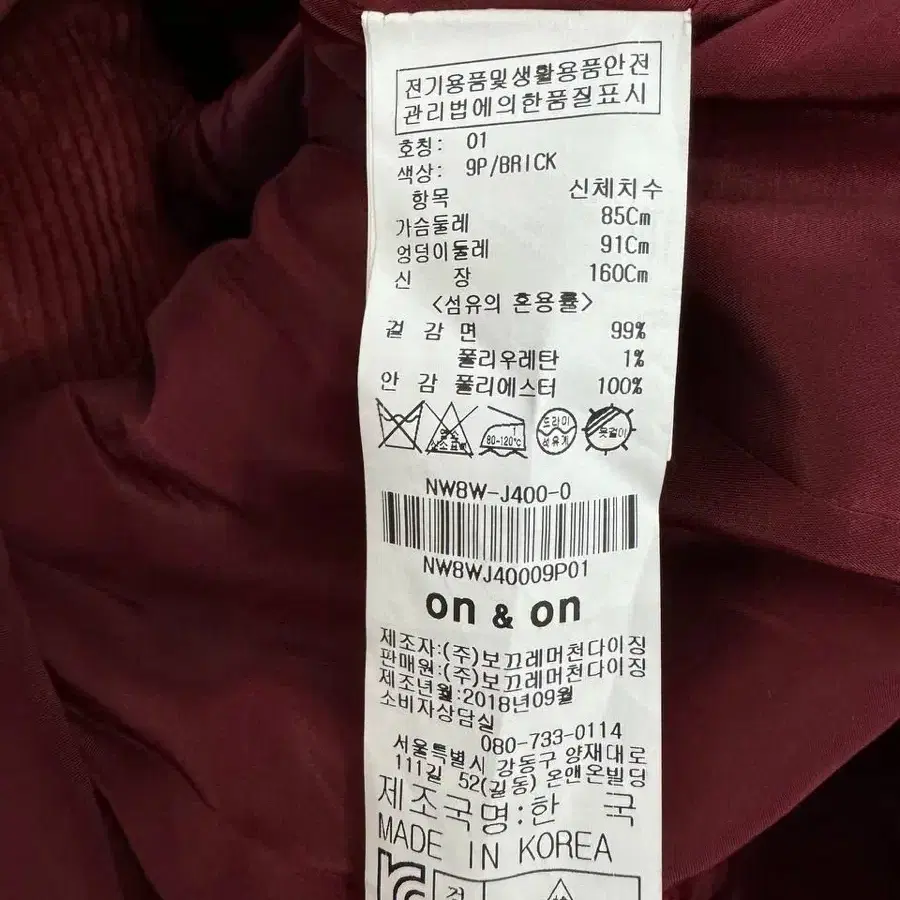 전기용품및생활용품안전
관리법에의한품질표시
호칭: 01
색상: 9P/BRICK
항목 신체치수
가슴둘레 85Cm
엉덩이둘레 91Cm
신 장 160Cm
<섬유의 혼용률>
겉 감 면 99%
폴리우레탄 1%
안 감 폴리에스터 100%
염소 산소표백 80-120℃ 드라이 석유계 옷걸이
NW8W-J400-0
NW8WJ40009P01
on & on
제조자:(주)보끄레머천다이징
판매원:(주)보끄레머천다이징
제조년월:2018년09월
소비자상담실
080-733-0114
서울특별시 강동구 양재대로
111길 52(길동) 온앤온빌딩
제조국명:한 국
MADE IN KOREA